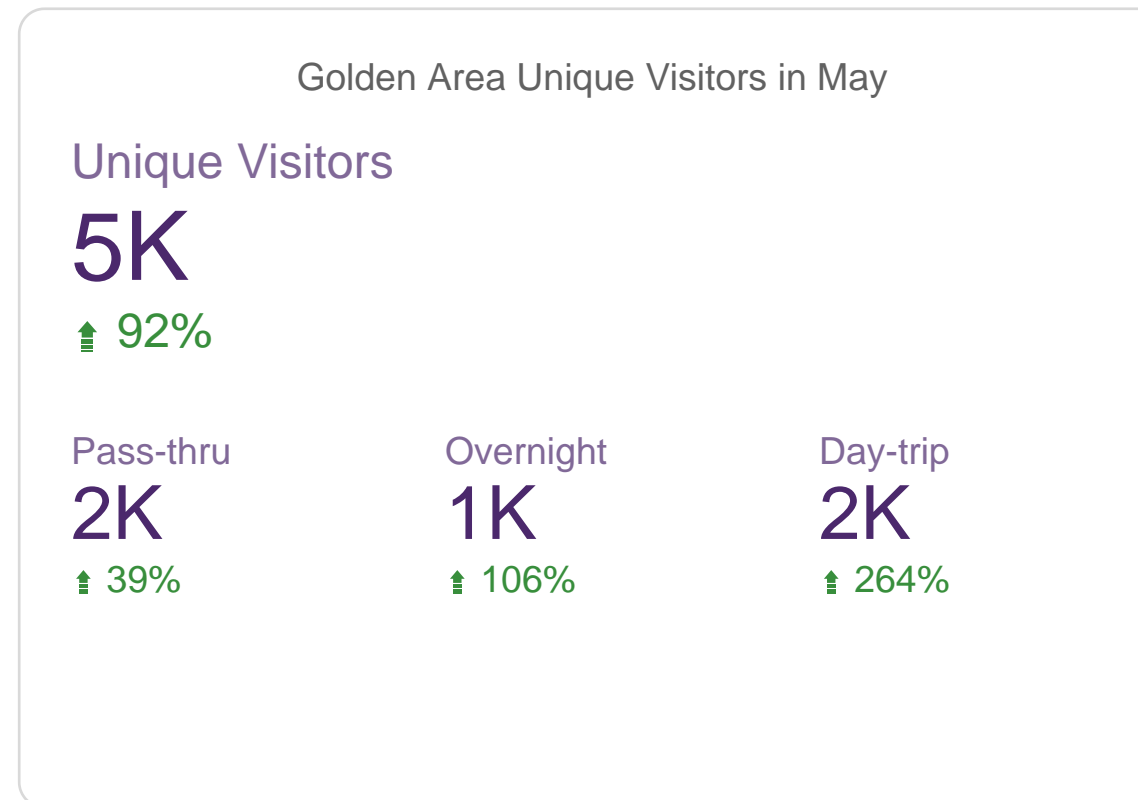 Golden Area Unique Visitors in May
Unique Visitors
5K
92%
Pass-thru Overnight Day-trip
2K 1K 2K
39% 106% 264%